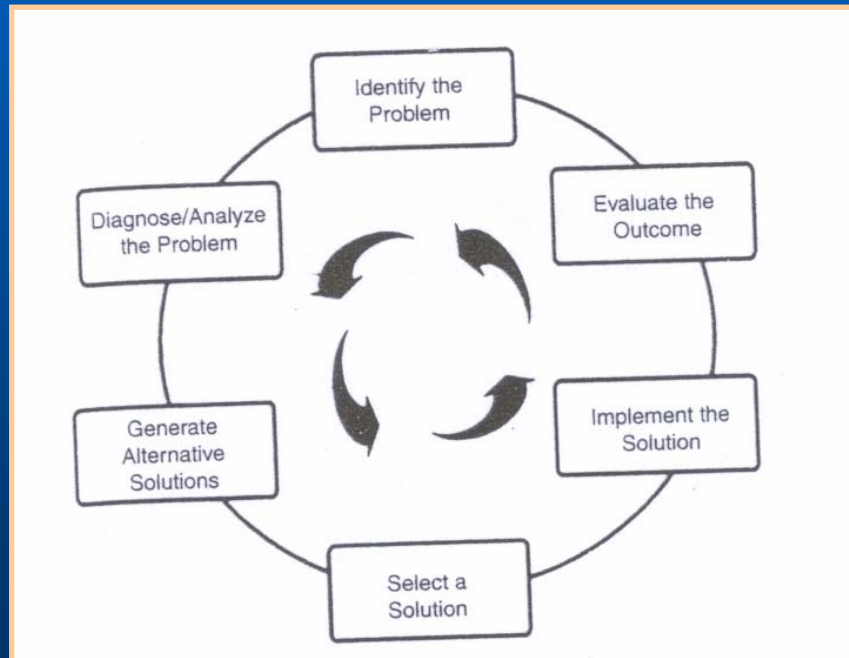 Identify the
Problem
Diagnose/Analyze
the Problem
Generate
Alternative
Solutions
Select a
Solution
Implement the
Solution
Evaluate the
Outcome